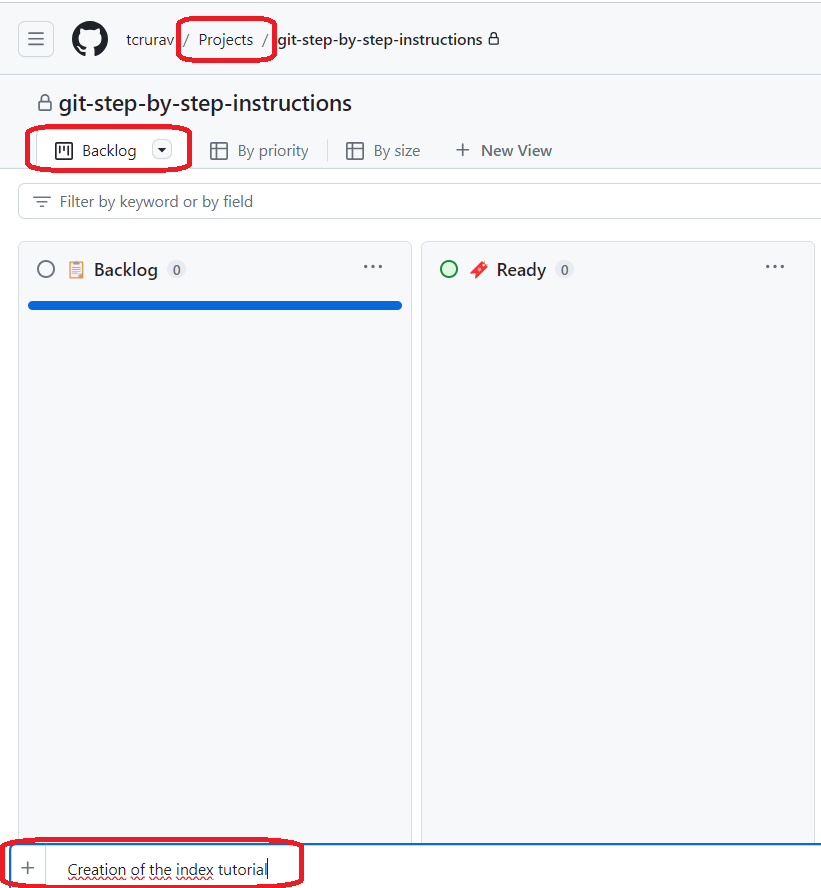 tcrurav / Projects / git-step-by-step-instructions
git-step-by-step-instructions
Backlog By priority By size + New View
Filter by keyword or by field
Backlog 0 ...
Ready 0 ...
+ Creation of the index tutorial